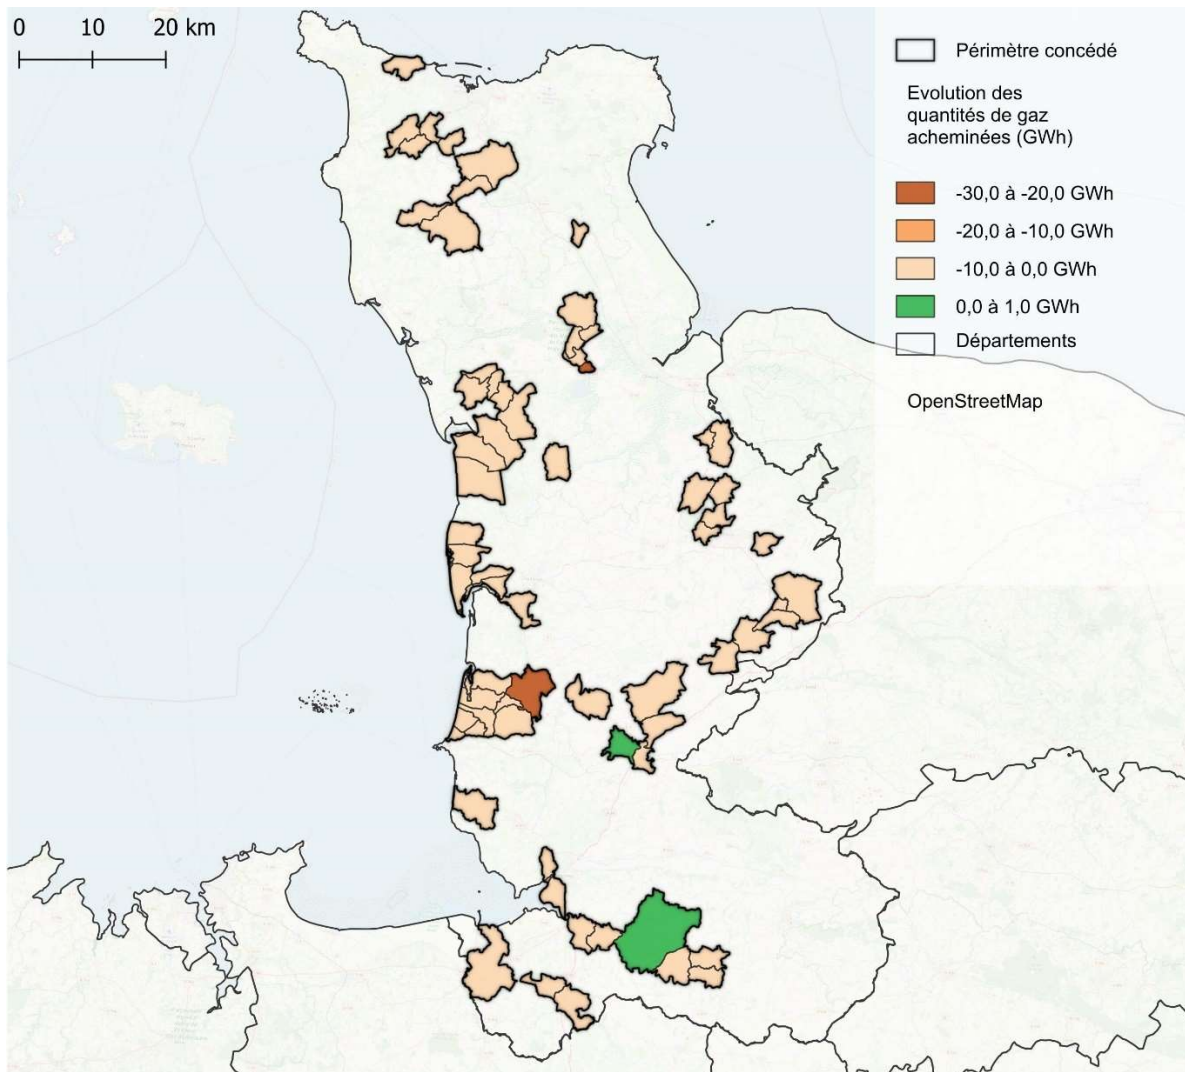 0 10 20 km
Périmètre concédé
Evolution des
quantités de gaz
acheminées (GWh)
-30,0 à -20,0 GWh
-20,0 à -10,0 GWh
-10,0 à 0,0 GWh
0,0 à 1,0 GWh
Départements
OpenStreetMap